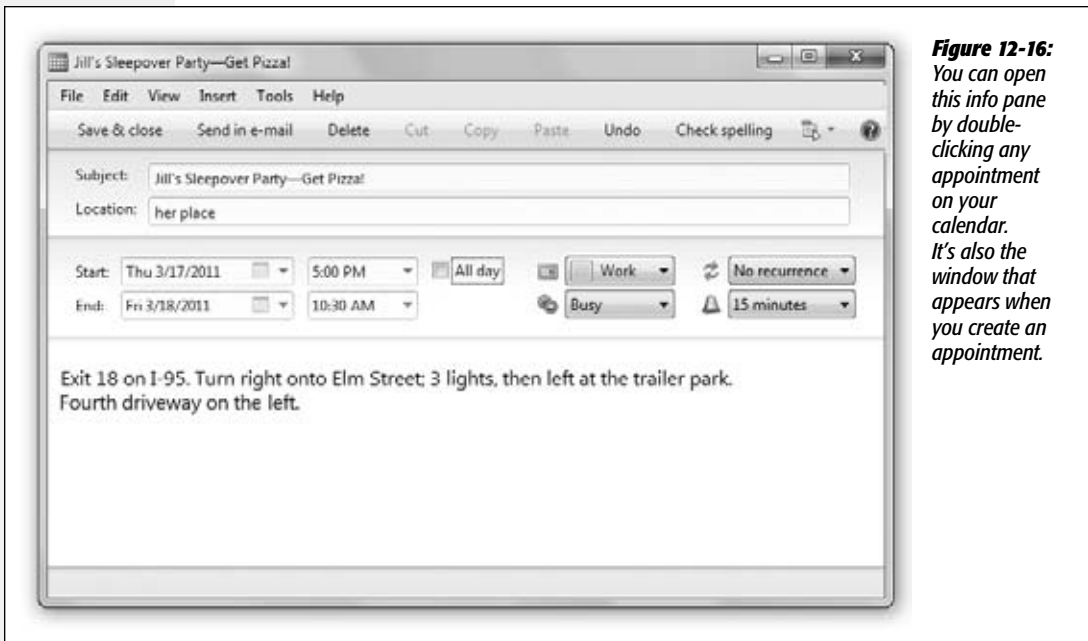 Jill's Sleepover Party—Get Pizza!
File Edit View Insert Tools Help
Save & close Send in e-mail Delete Cut Copy Paste Undo Check spelling
Subject: Jill's Sleepover Party—Get Pizza!
Location: her place
Start: Thu 3/17/2011 5:00 PM All day Work No recurrence
End: Fri 3/18/2011 10:30 AM Busy 15 minutes
Exit 18 on I-95. Turn right onto Elm Street; 3 lights, then left at the trailer park.
Fourth driveway on the left.
Figure 12-16:
You can open
this info pane
by double-
clicking any
appointment
on your
calendar.
It's also the
window that
appears when
you create an
appointment.